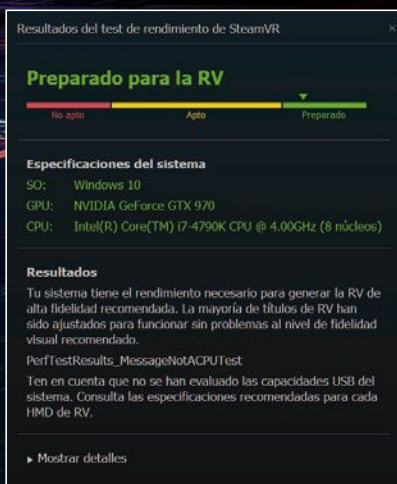 Resultados del test de rendimiento de SteamVR
Preparado para la RV
No apto Apto Preparado
Especificaciones del sistema
SO: Windows 10
GPU: NVIDIA GeForce GTX 970
CPU: Intel(R) Core(TM) i7-4790K CPU @ 4.00GHz (8 núcleos)
Resultados
Tu sistema tiene el rendimiento necesario para generar la RV de
alta fidelidad recomendada. La mayoría de títulos de RV han
sido ajustados para funcionar sin problemas al nivel de fidelidad
visual recomendado.
PerfTestResults_MessageNotACPUTest
Ten en cuenta que no se han evaluado las capacidades USB del
sistema. Consulta las especificaciones recomendadas para cada
HMD de RV.
▸ Mostrar detalles